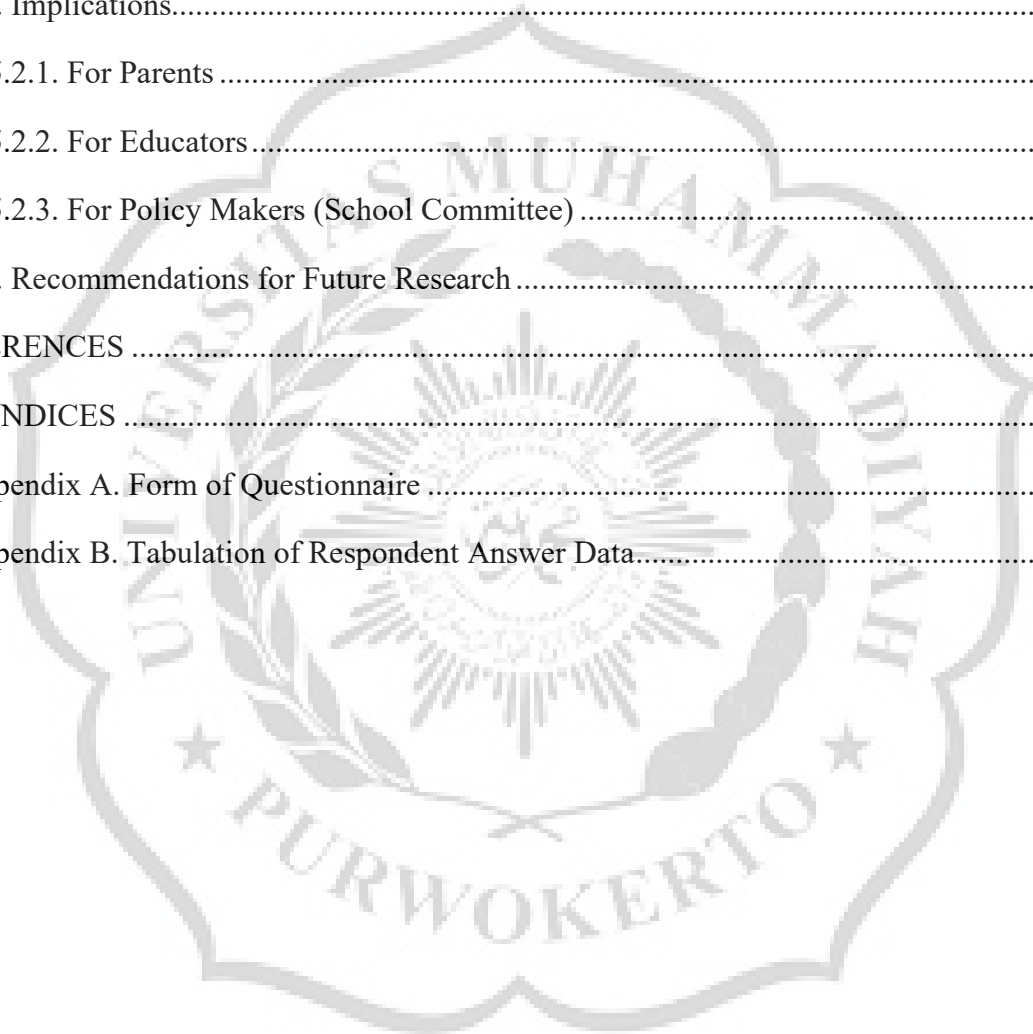 . Implications....................................................................................................
5.2.1. For Parents ....................................................................................................
5.2.2. For Educators....................................................................................................
5.2.3. For Policy Makers (School Committee) .........................................................
. Recommendations for Future Research .................................................................
RENCES ....................................................................................................
NDICES ....................................................................................................
pendix A. Form of Questionnaire ...........................................................................
pendix B. Tabulation of Respondent Answer Data..................................................
UNIVERSITAS MUHAMMADIYAH
★ PURWOKERTO ★